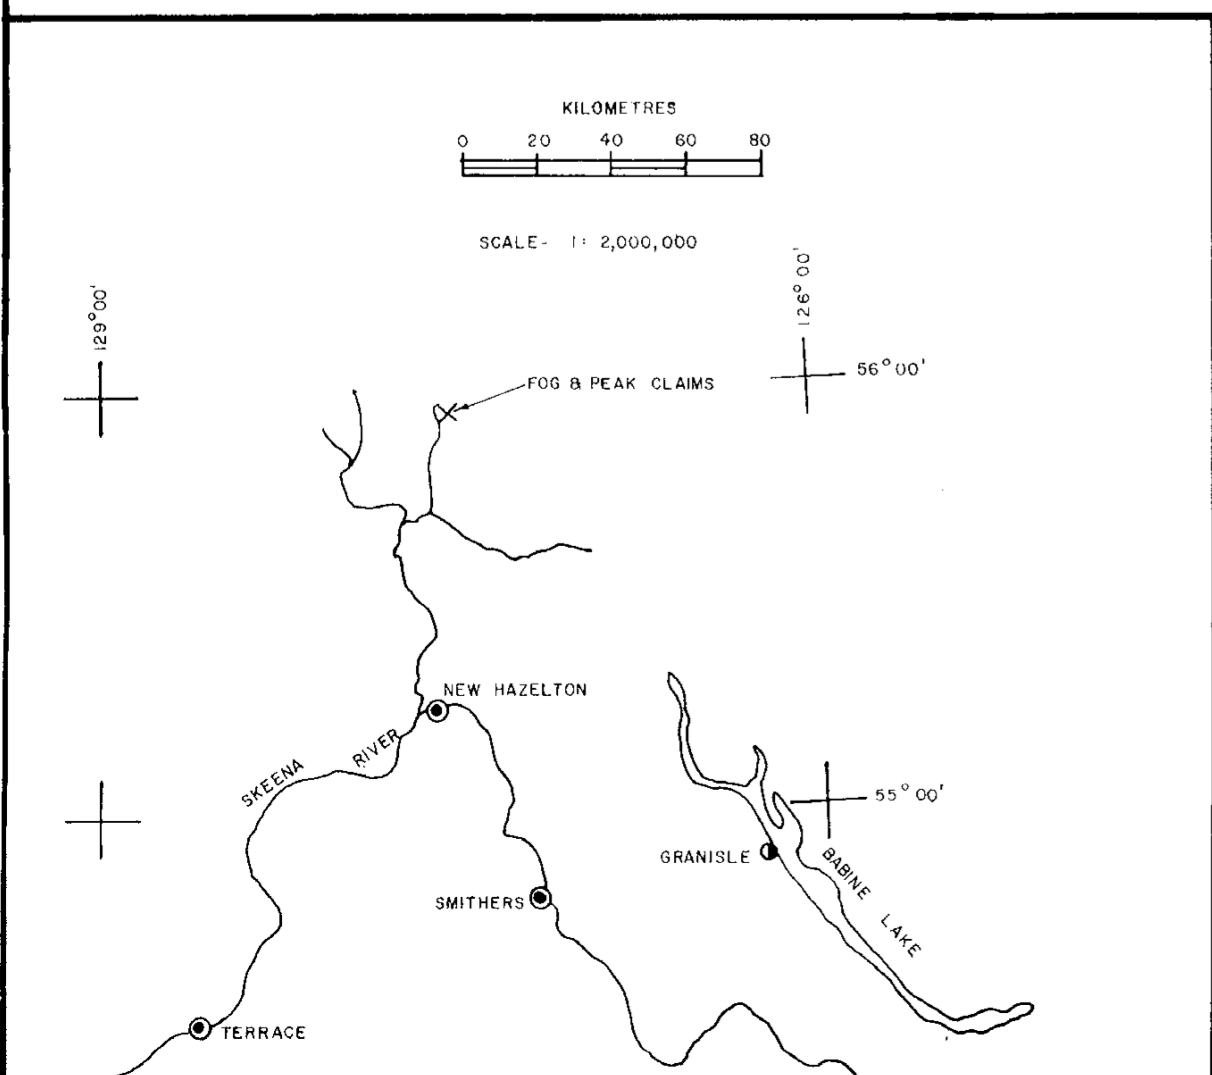 KILOMETRES
0 20 40 60 80
SCALE- 1: 2,000,000
129°00'
126°00'
56°00'
FOG & PEAK CLAIMS
NEW HAZELTON
SKEENA RIVER
55°00'
GRANISLE
BABINE LAKE
SMITHERS
TERRACE